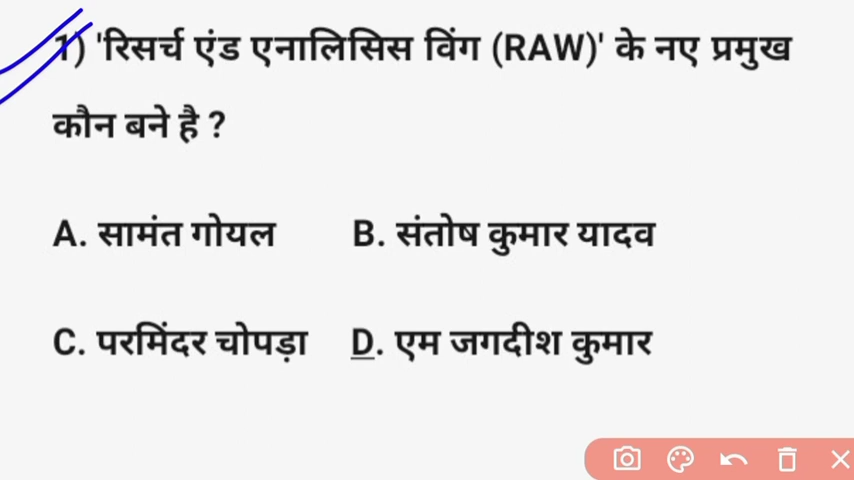 1) 'रिसर्च एंड एनालिसिस विंग (RAW)' के नए प्रमुख
कौन बने है ?
A. सामंत गोयल B. संतोष कुमार यादव
C. परमिंदर चोपड़ा D. एम जगदीश कुमार